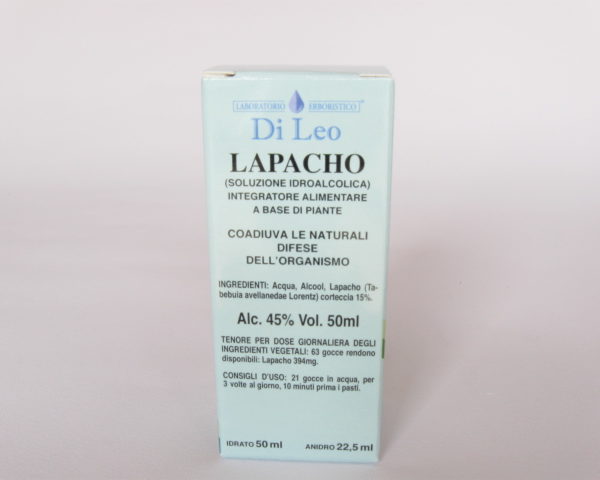 LABORATORIO ERBORISTICO
Di Leo
LAPACHO
(SOLUZIONE IDROALCOLICA)
INTEGRATORE ALIMENTARE
A BASE DI PIANTE
COADIUVA LE NATURALI
DIFESE
DELL'ORGANISMO
INGREDIENTI: Acqua, Alcool, Lapacho (Ta-
bebuia avellanedae Lorentz) corteccia 15%.
Alc. 45% Vol. 50ml
TENORE PER DOSE GIORNALIERA DEGLI
INGREDIENTI VEGETALI: 63 gocce rendono
disponibili: Lapacho 394mg.
CONSIGLI D'USO: 21 gocce in acqua, per
3 volte al giorno, 10 minuti prima i pasti.
IDRATO 50 ml ANIDRO 22,5 ml